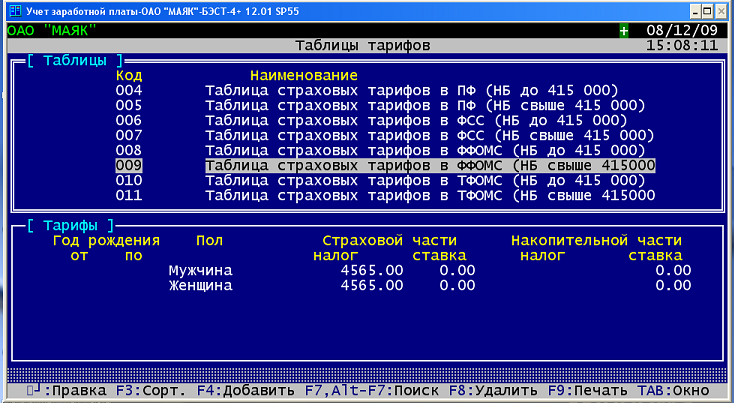 Учет заработной платы-ОАО "МАЯК"-БЭСТ-4+ 12.01 SP55
ОАО "МАЯК" + 08/12/09
Таблицы тарифов 15:08:11
[ Таблицы ]
Код Наименование
004 Таблица страховых тарифов в ПФ (НБ до 415 000)
005 Таблица страховых тарифов в ПФ (НБ свыше 415 000)
006 Таблица страховых тарифов в ФСС (НБ до 415 000)
007 Таблица страховых тарифов в ФСС (НБ свыше 415 000)
008 Таблица страховых тарифов в ФФОМС (НБ до 415 000)
009 Таблица страховых тарифов в ФФОМС (НБ свыше 415000
010 Таблица страховых тарифов в ТФОМС (НБ до 415 000)
011 Таблица страховых тарифов в ТФОМС (НБ свыше 415000
[ Тарифы ]
Год рождения Пол Страховой части Накопительной части
от по налог ставка налог ставка
Мужчина 4565.00 0.00 0.00
Женщина 4565.00 0.00 0.00
┘:Правка F3:Сорт. F4:Добавить F7,Alt-F7:Поиск F8:Удалить F9:Печать TAB:Окно